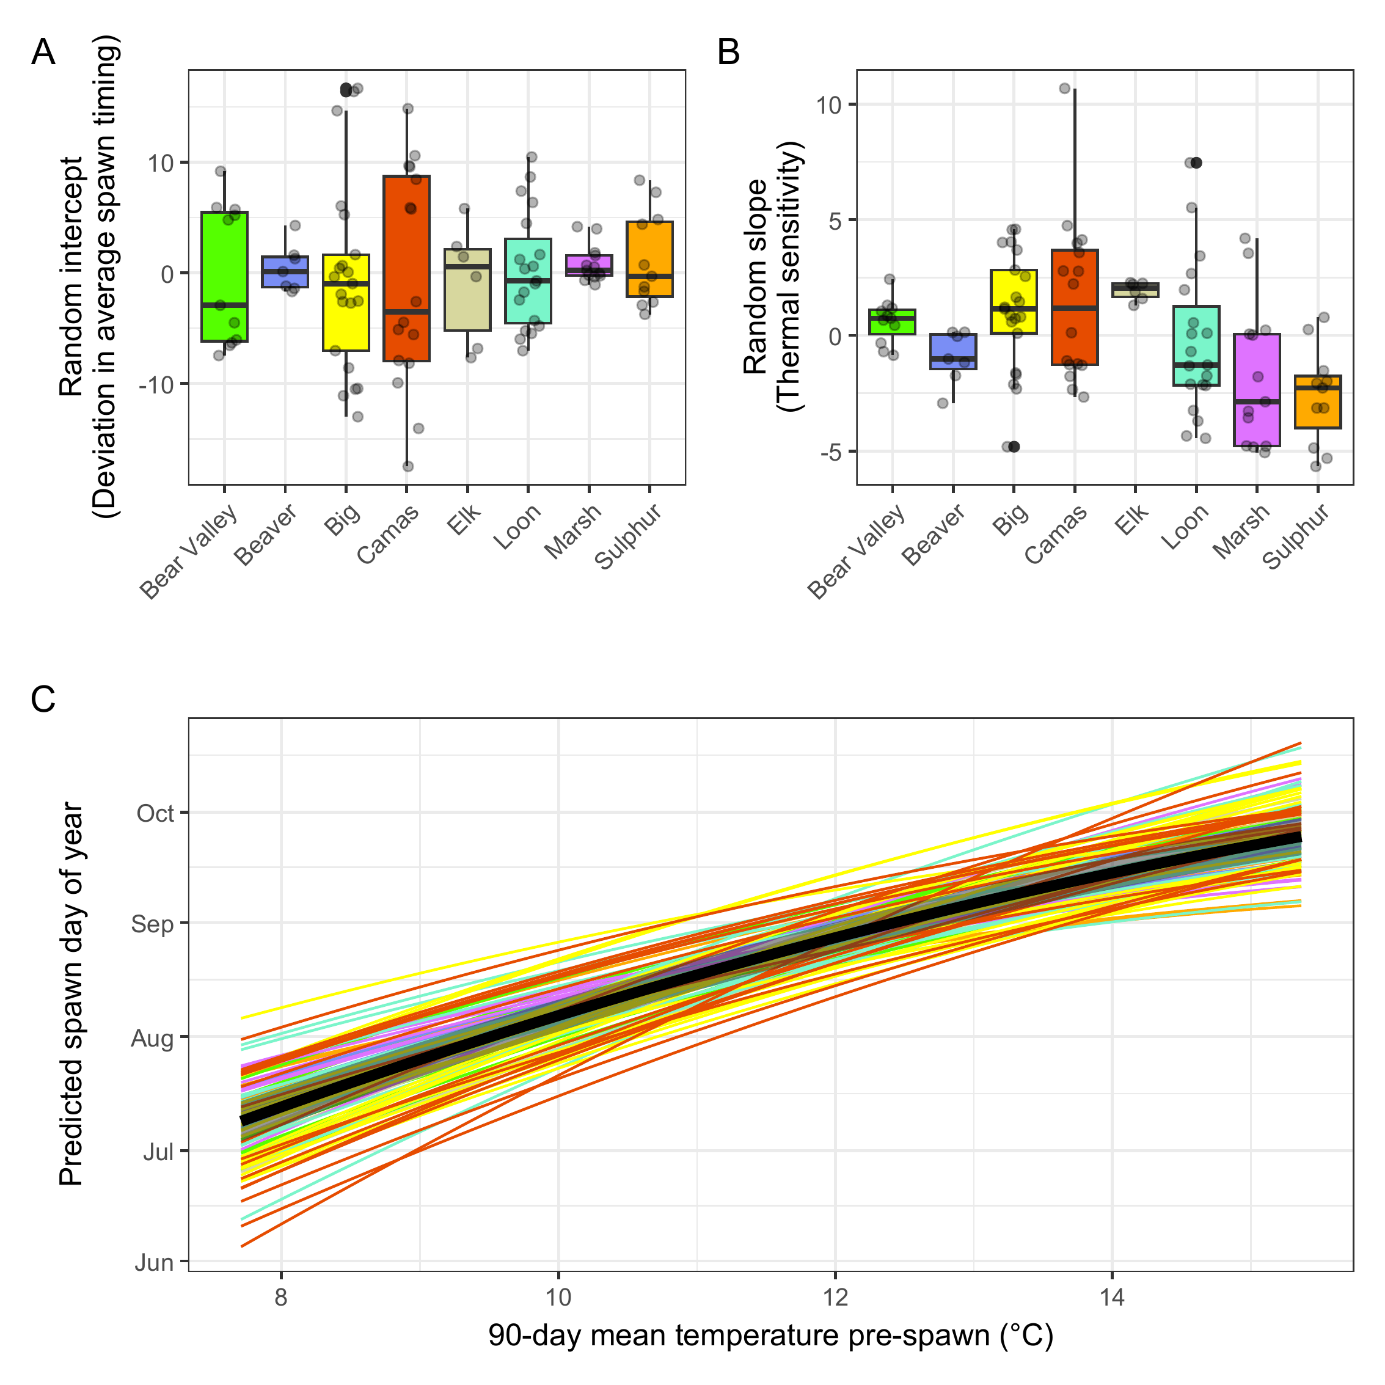 A
Random intercept
(Deviation in average spawn timing)
10
0
-10
Bear Valley
Beaver
Big
Camas
Elk
Loon
Marsh
Sulphur
B
Random slope
(Thermal sensitivity)
10
5
0
-5
Bear Valley
Beaver
Big
Camas
Elk
Loon
Marsh
Sulphur
C
Predicted spawn day of year
Oct
Sep
Aug
Jul
Jun
8
10
12
14
90-day mean temperature pre-spawn (°C)